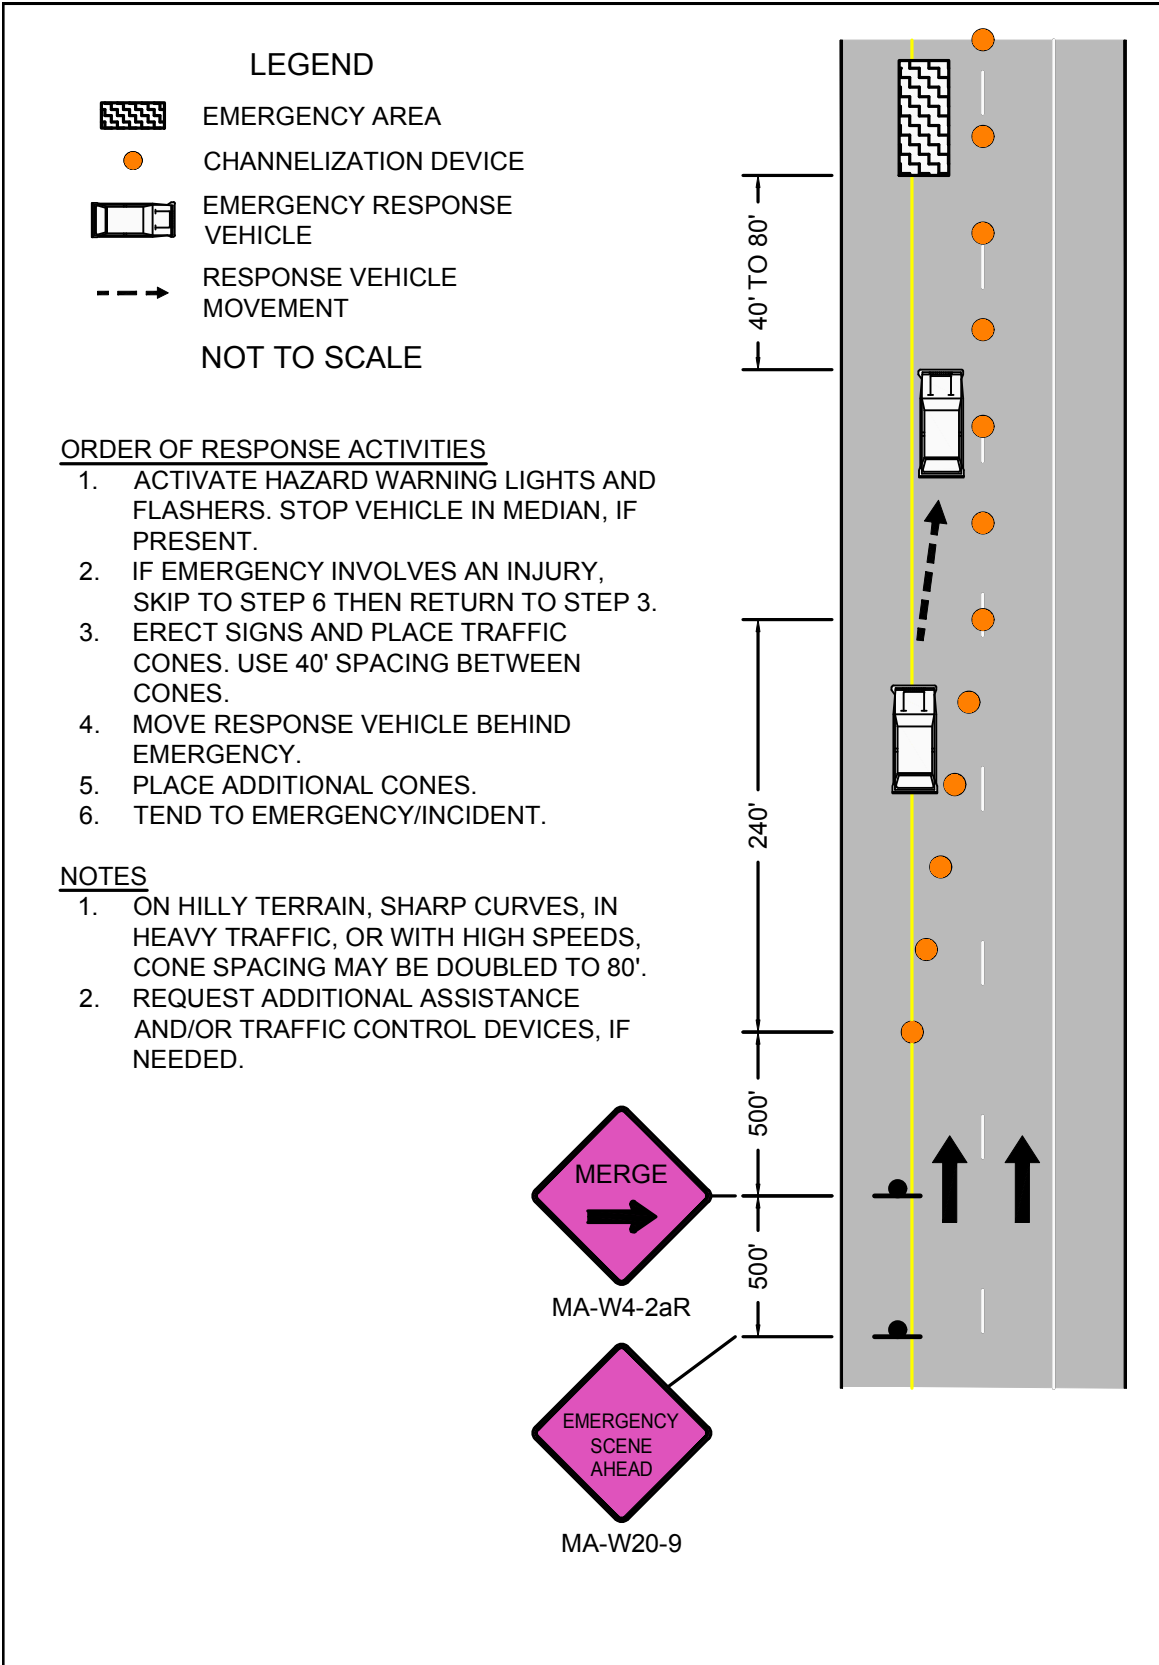 LEGEND
EMERGENCY AREA
CHANNELIZATION DEVICE
EMERGENCY RESPONSE
VEHICLE
RESPONSE VEHICLE
MOVEMENT
NOT TO SCALE
ORDER OF RESPONSE ACTIVITIES
1. ACTIVATE HAZARD WARNING LIGHTS AND
FLASHERS. STOP VEHICLE IN MEDIAN, IF
PRESENT.
2. IF EMERGENCY INVOLVES AN INJURY,
SKIP TO STEP 6 THEN RETURN TO STEP 3.
3. ERECT SIGNS AND PLACE TRAFFIC
CONES. USE 40' SPACING BETWEEN
CONES.
4. MOVE RESPONSE VEHICLE BEHIND
EMERGENCY.
5. PLACE ADDITIONAL CONES.
6. TEND TO EMERGENCY/INCIDENT.
NOTES
1. ON HILLY TERRAIN, SHARP CURVES, IN
HEAVY TRAFFIC, OR WITH HIGH SPEEDS,
CONE SPACING MAY BE DOUBLED TO 80'.
2. REQUEST ADDITIONAL ASSISTANCE
AND/OR TRAFFIC CONTROL DEVICES, IF
NEEDED.
40' TO 80'
240'
500'
500'
MERGE
MA-W4-2aR
EMERGENCY
SCENE
AHEAD
MA-W20-9